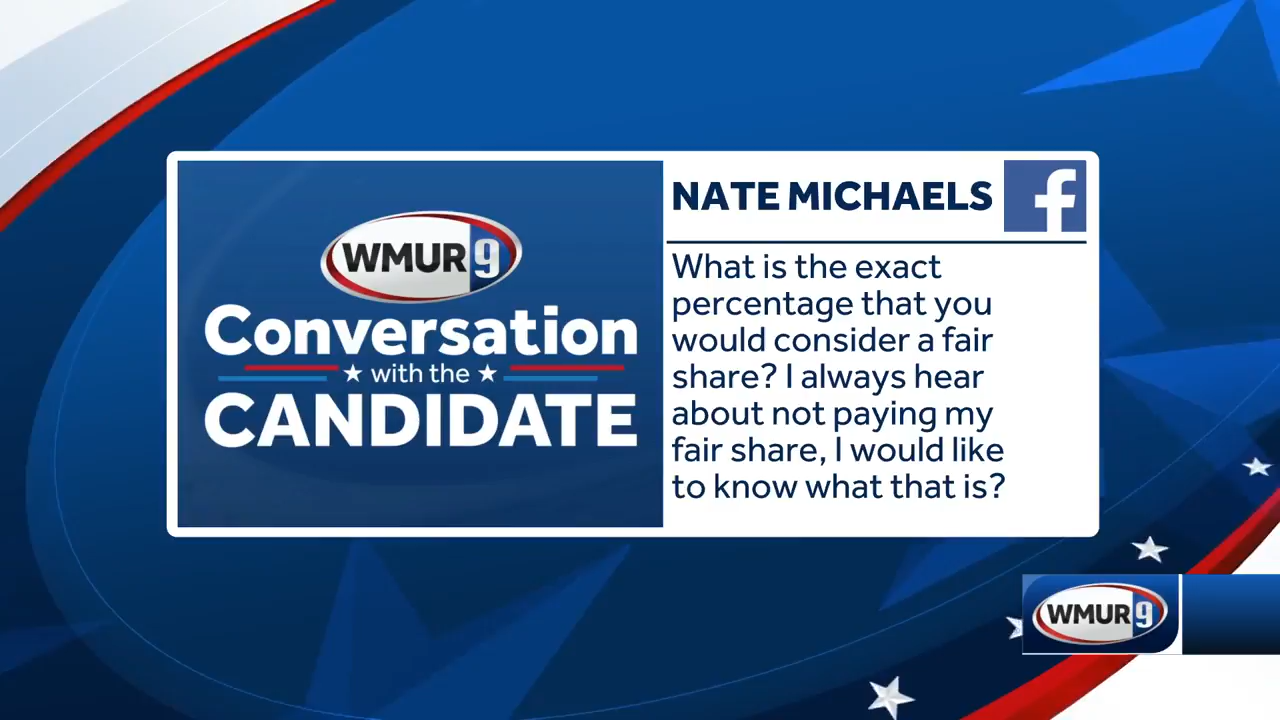 WMUR 9
Conversation
★ with the ★
CANDIDATE
NATE MICHAELS f
What is the exact
percentage that you
would consider a fair
share? I always hear
about not paying my
fair share, I would like
to know what that is?
WMUR 9